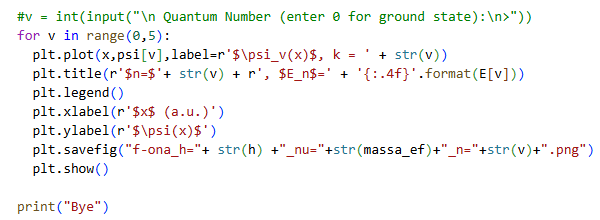 #v = int(input("\n Quantum Number (enter 0 for ground state):\n>"))
for v in range(0,5):
  plt.plot(x,psi[v],label=r'$\psi_v(x)$, k = ' + str(v))
  plt.title(r'$n=$'+ str(v) + r', $E_n$=' + '{:.4f}'.format(E[v]))
  plt.legend()
  plt.xlabel(r'$x$ (a.u.)')
  plt.ylabel(r'$\psi(x)$')
  plt.savefig("f-ona_h="+ str(h) +"_nu="+str(massa_ef)+"_n="+str(v)+".png")
  plt.show()
print("Bye")